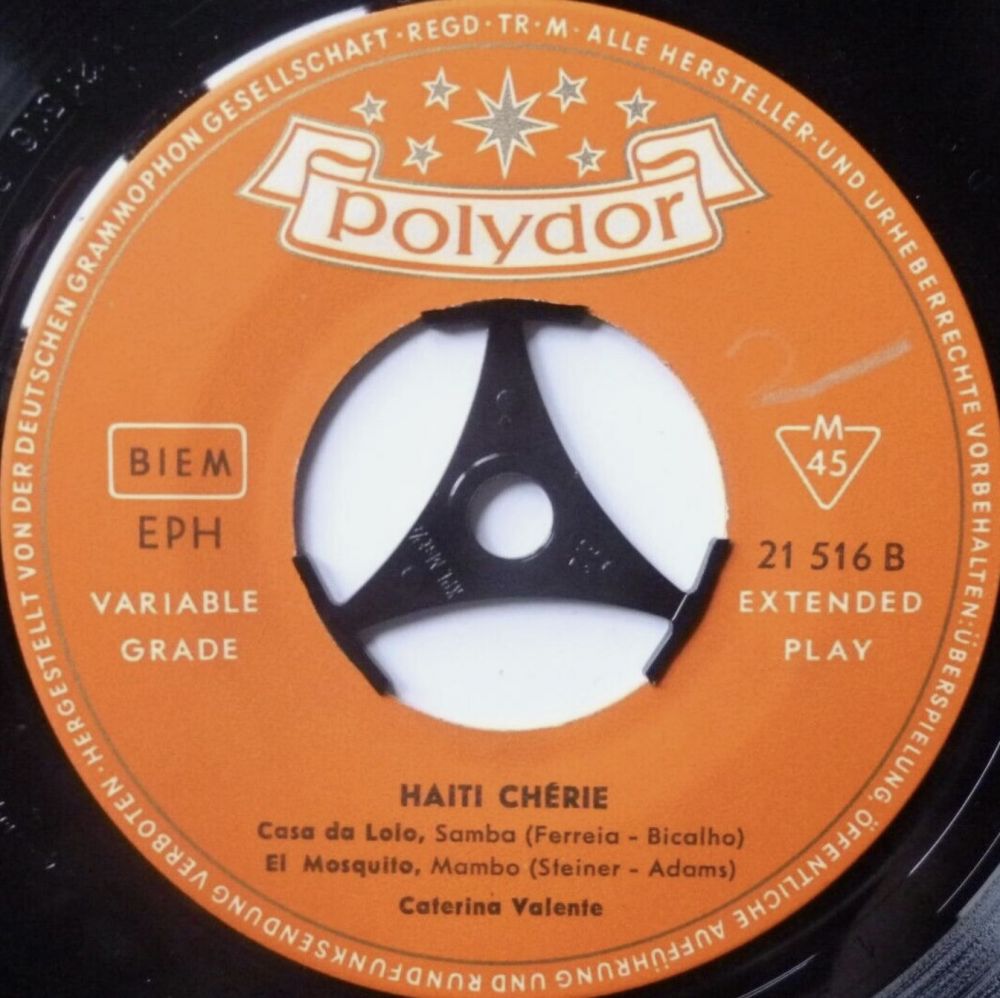 HERGESTELLT VON DER DEUTSCHEN GRAMMOPHON GESELLSCHAFT · REGD · TR · M · ALLE HERSTELLER- UND URHEBERRECHTE VORBEHALTEN: ÜBERSPIELUNG, ÖFFENTLICHE AUFFÜHRUNG UND RUNDFUNKSENDUNG VERBOTEN ·
polydor
BIEM
EPH
VARIABLE
GRADE
M
45
21 516 B
EXTENDED
PLAY
HAITI CHÉRIE
Casa da Loio, Samba (Ferreia - Bicalho)
El Mosquito, Mambo (Steiner - Adams)
Caterina Valente